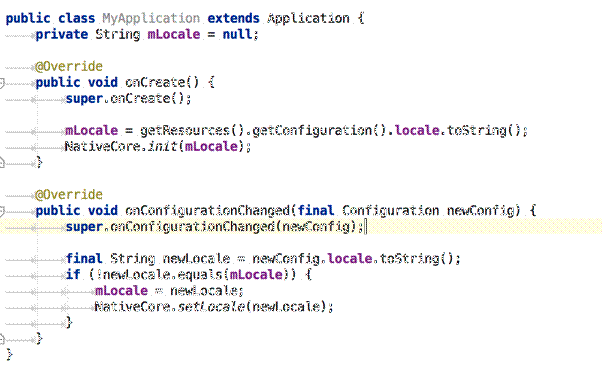 public class MyApplication extends Application {
    private String mLocale = null;

    @Override
    public void onCreate() {
        super.onCreate();

        mLocale = getResources().getConfiguration().locale.toString();
        NativeCore.init(mLocale);
    }

    @Override
    public void onConfigurationChanged(final Configuration newConfig) {
        super.onConfigurationChanged(newConfig);

        final String newLocale = newConfig.locale.toString();
        if (!newLocale.equals(mLocale)) {
            mLocale = newLocale;
            NativeCore.setLocale(newLocale);
        }
    }
}